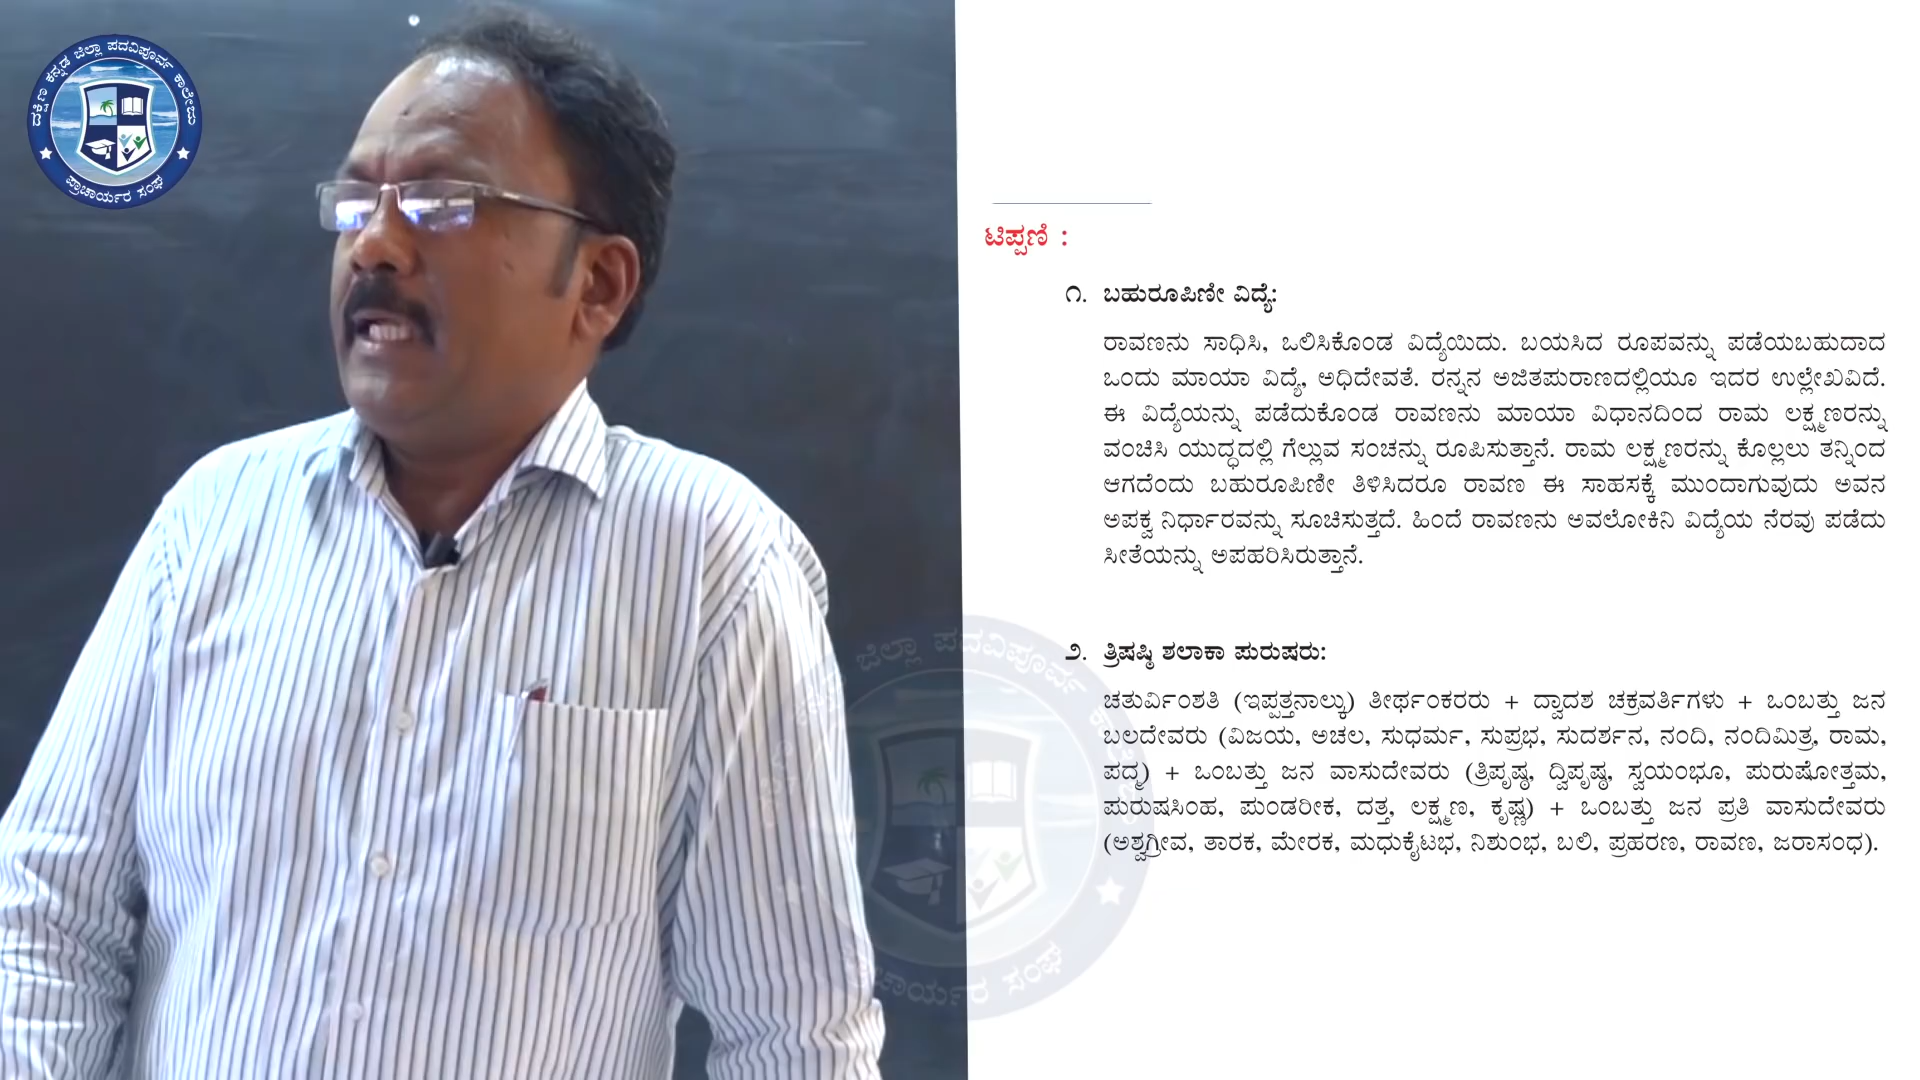 ದಕ್ಷಿಣ ಕನ್ನಡ ಜಿಲ್ಲಾ ಪದವಿಪೂರ್ವ ಕಾಲೇಜು
ಪ್ರಾಚಾರ್ಯರ ಸಂಘ
ಟಿಪ್ಪಣಿ :
೧. ಬಹುರೂಪಿಣೀ ವಿದ್ಯೆ:
ರಾವಣನು ಸಾಧಿಸಿ, ಒಲಿಸಿಕೊಂಡ ವಿದ್ಯೆಯಿದು. ಬಯಸಿದ ರೂಪವನ್ನು ಪಡೆಯಬಹುದಾದ
ಒಂದು ಮಾಯಾ ವಿದ್ಯೆ, ಅಧಿದೇವತೆ. ರನ್ನನ ಅಜಿತಪುರಾಣದಲ್ಲಿಯೂ ಇದರ ಉಲ್ಲೇಖವಿದೆ.
ಈ ವಿದ್ಯೆಯನ್ನು ಪಡೆದುಕೊಂಡ ರಾವಣನು ಮಾಯಾ ವಿಧಾನದಿಂದ ರಾಮ ಲಕ್ಷ್ಮಣರನ್ನು
ವಂಚಿಸಿ ಯುದ್ಧದಲ್ಲಿ ಗೆಲ್ಲುವ ಸಂಚನ್ನು ರೂಪಿಸುತ್ತಾನೆ. ರಾಮ ಲಕ್ಷ್ಮಣರನ್ನು ಕೊಲ್ಲಲು ತನ್ನಿಂದ
ಆಗದೆಂದು ಬಹುರೂಪಿಣೀ ತಿಳಿಸಿದರೂ ರಾವಣ ಈ ಸಾಹಸಕ್ಕೆ ಮುಂದಾಗುವುದು ಅವನ
ಅಪಕ್ವ ನಿರ್ಧಾರವನ್ನು ಸೂಚಿಸುತ್ತದೆ. ಹಿಂದೆ ರಾವಣನು ಅವಲೋಕಿನಿ ವಿದ್ಯೆಯ ನೆರವು ಪಡೆದು
ಸೀತೆಯನ್ನು ಅಪಹರಿಸಿರುತ್ತಾನೆ.
೨. ತ್ರಿಷಷ್ಠಿ ಶಲಾಕಾ ಪುರುಷರು:
ಚತುರ್ವಿಂಶತಿ (ಇಪ್ಪತ್ತನಾಲ್ಕು) ತೀರ್ಥಂಕರರು + ದ್ವಾದಶ ಚಕ್ರವರ್ತಿಗಳು + ಒಂಬತ್ತು ಜನ
ಬಲದೇವರು (ವಿಜಯ, ಅಚಲ, ಸುಧರ್ಮ, ಸುಪ್ರಭ, ಸುದರ್ಶನ, ನಂದಿ, ನಂದಿಮಿತ್ರ, ರಾಮ,
ಪದ್ಮ) + ಒಂಬತ್ತು ಜನ ವಾಸುದೇವರು (ತ್ರಿಪೃಷ್ಠ, ದ್ವಿಪೃಷ್ಠ, ಸ್ವಯಂಭೂ, ಪುರುಷೋತ್ತಮ,
ಪುರುಷಸಿಂಹ, ಪುಂಡರೀಕ, ದತ್ತ, ಲಕ್ಷ್ಮಣ, ಕೃಷ್ಣ) + ಒಂಬತ್ತು ಜನ ಪ್ರತಿ ವಾಸುದೇವರು
(ಅಶ್ವಗ್ರೀವ, ತಾರಕ, ಮೇರಕ, ಮಧುಕೈಟಭ, ನಿಶುಂಭ, ಬಲಿ, ಪ್ರಹರಣ, ರಾವಣ, ಜರಾಸಂಧ).